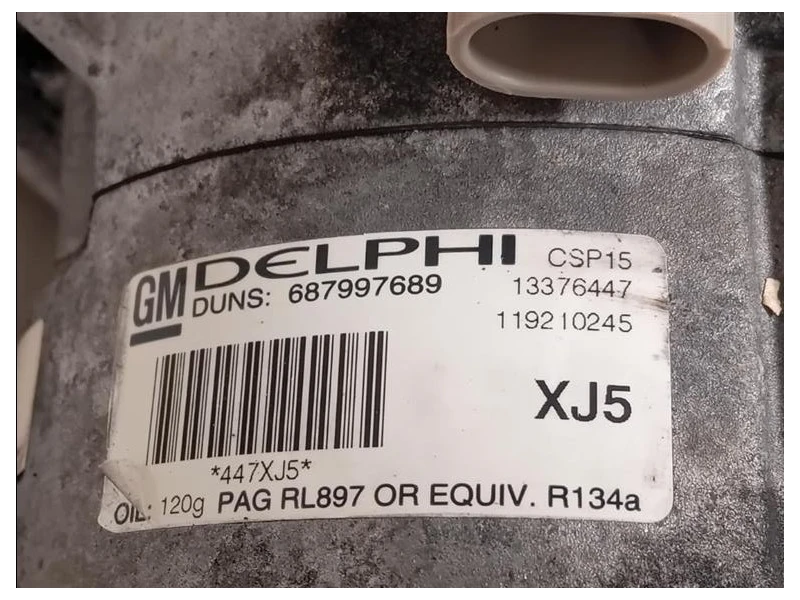 GM DELPHI CSP15
DUNS: 687997689 13376447
119210245
XJ5
*447XJ5*
OIL: 120g PAG RL897 OR EQUIV. R134a